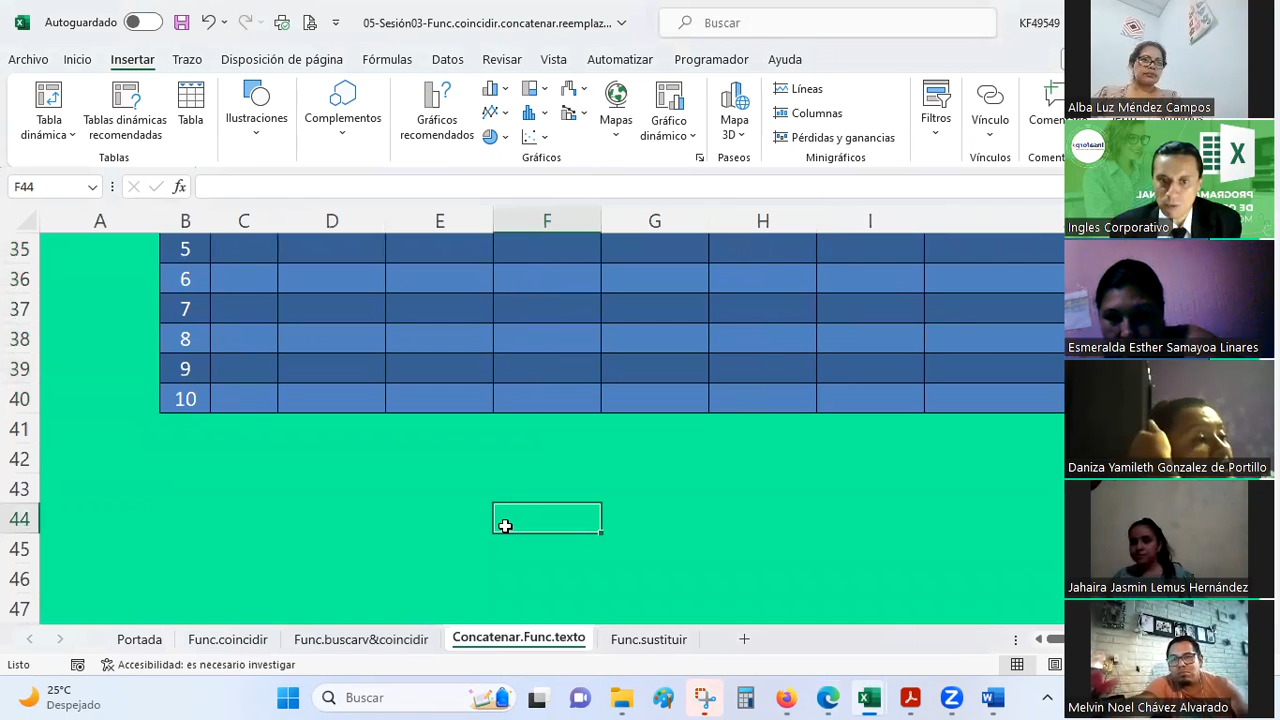 Autoguardado
05-Sesión03-Func.coincidir.concatenar.reemplaz...
Buscar
KF49549
Archivo Inicio Insertar Trazo Disposición de página Fórmulas Datos Revisar Vista Automatizar Programador Ayuda
Tabla dinámica
Tablas dinámicas recomendadas
Tabla
Ilustraciones
Complementos
Gráficos recomendados
Mapas
Gráfico dinámico
Mapa 3D
Líneas
Columnas
Pérdidas y ganancias
Filtros
Vínculo
Comen
Tablas
Gráficos
Paseos
Minigráficos
Vínculos
Coment
F44
fx
A B C D E F G H I
35 5
36 6
37 7
38 8
39 9
40 10
41
42
43
44
45
46
47
Portada Func.coincidir Func.buscarv&coincidir Concatenar.Func.texto Func.sustituir
Listo
Accesibilidad: es necesario investigar
25°C
Despejado
Buscar
Alba Luz Méndez Campos
Ingles Corporativo
Esmeralda Esther Samayoa Linares
Daniza Yamileth Gonzalez de Portillo
Jahaira Jasmin Lemus Hernández
Melvin Noel Chávez Alvarado